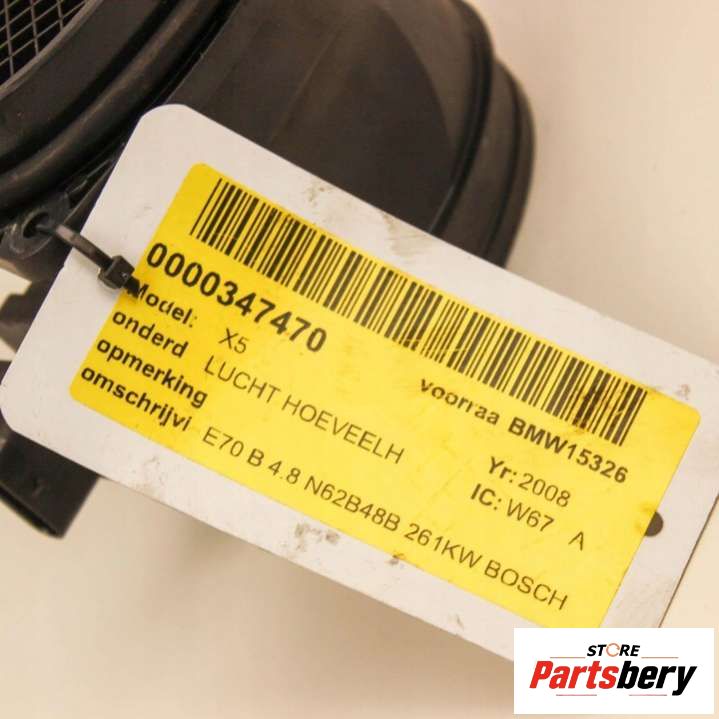 0000347470
Model: X5
Voorraa BMW15326
onderd LUCHT HOEVEELH
Yr: 2008
opmerking
IC: W67 A
omschrijvi E70 B 4.8 N62B48B 261KW BOSCH
STORE
Partsbery